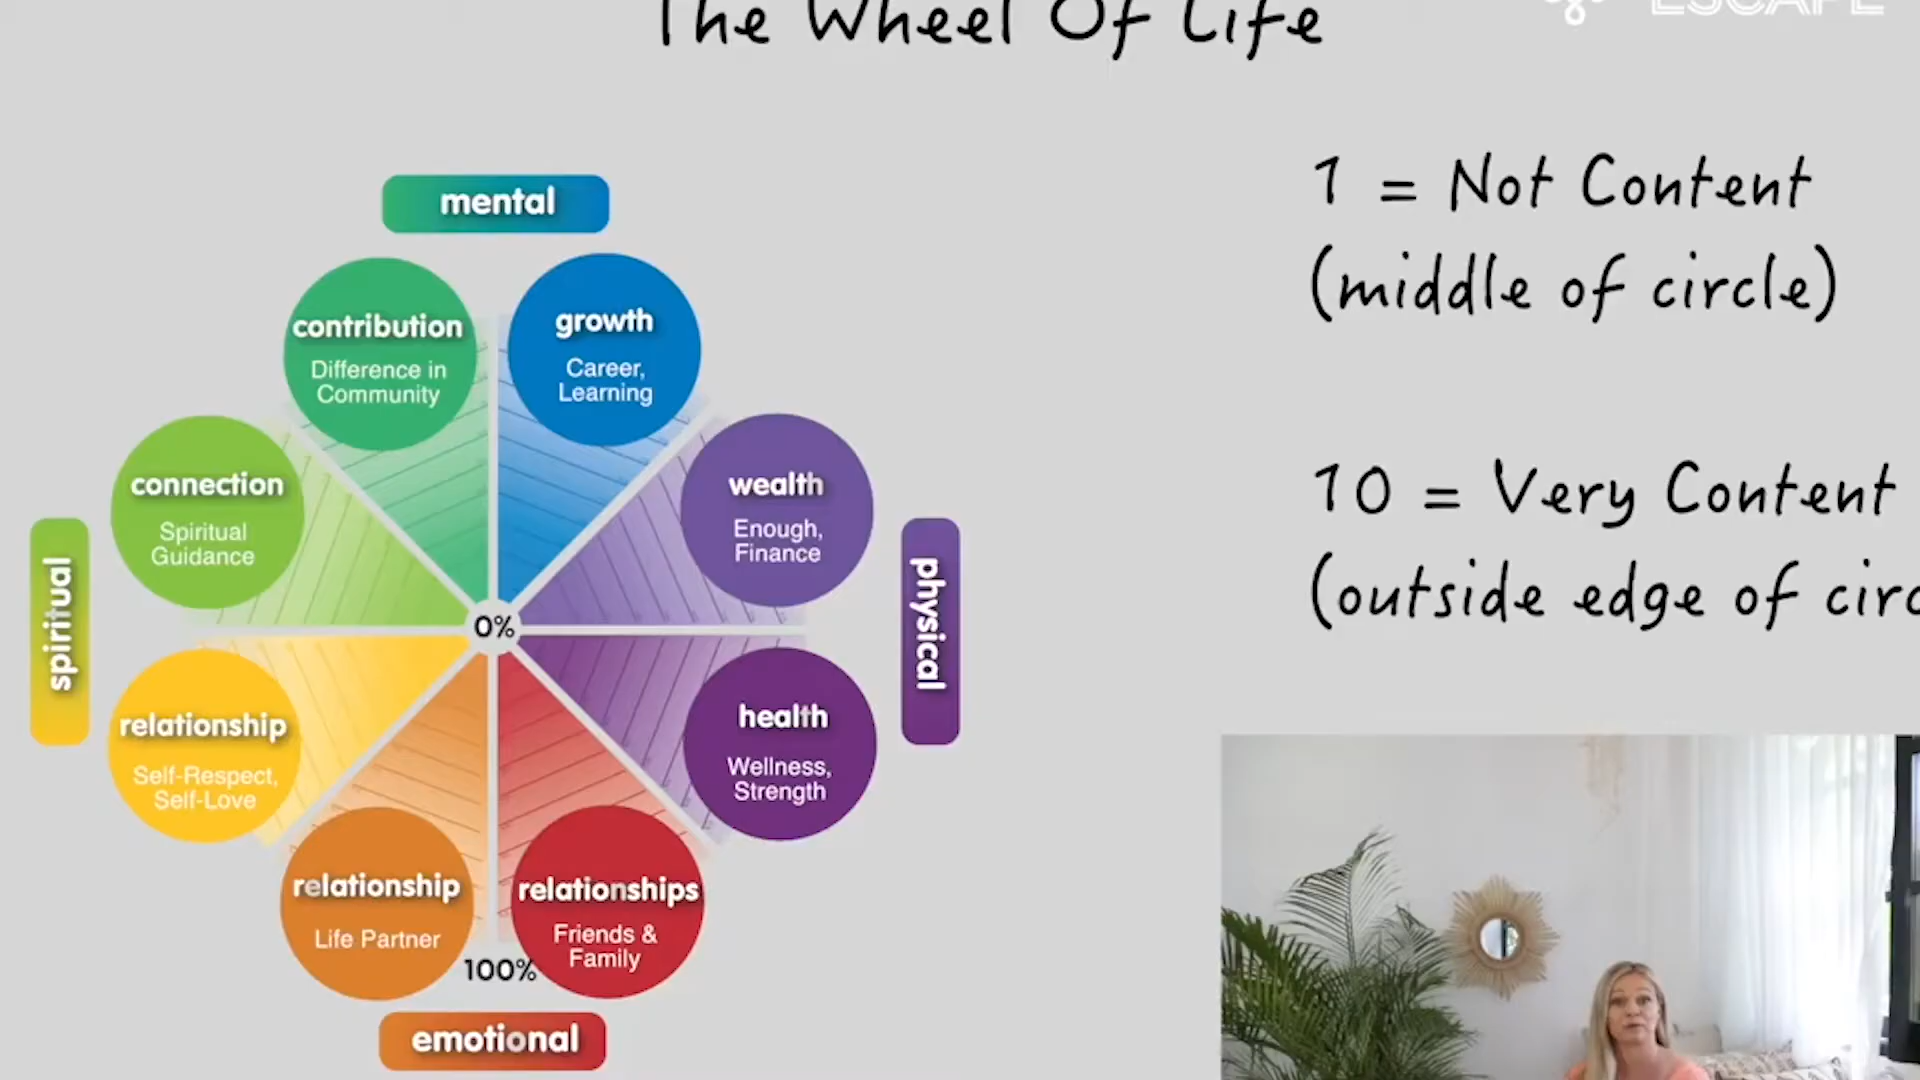 The Wheel Of Life
ESCAPE
mental
contribution
Difference in
Community
growth
Career,
Learning
connection
Spiritual
Guidance
wealth
Enough,
Finance
spiritual
physical
0%
relationship
Self-Respect,
Self-Love
health
Wellness,
Strength
relationship
Life Partner
relationships
Friends &
Family
100%
emotional
1 = Not Content
(middle of circle)
10 = Very Content
(outside edge of circ